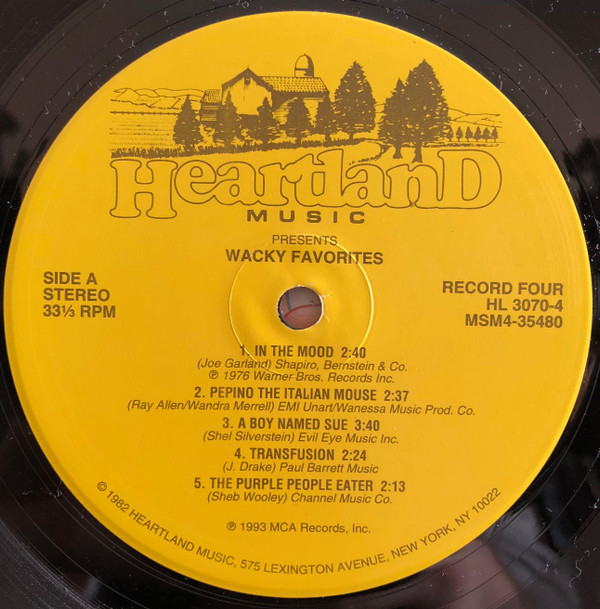 HeartlanD
MUSIC
PRESENTS
WACKY FAVORITES
SIDE A
STEREO
33⅓ RPM
RECORD FOUR
HL 3070-4
MSM4-35480
1. IN THE MOOD 2:40
(Joe Garland) Shapiro, Bernstein & Co.
℗ 1976 Warner Bros. Records Inc.
2. PEPINO THE ITALIAN MOUSE 2:37
(Ray Allen/Wandra Merrell) EMI Unart/Wanessa Music Prod. Co.
3. A BOY NAMED SUE 3:40
(Shel Silverstein) Evil Eye Music Inc.
4. TRANSFUSION 2:24
(J. Drake) Paul Barrett Music
5. THE PURPLE PEOPLE EATER 2:13
(Sheb Wooley) Channel Music Co.
℗ 1993 MCA Records, Inc.
© 1982 HEARTLAND MUSIC, 575 LEXINGTON AVENUE, NEW YORK, NY 10022